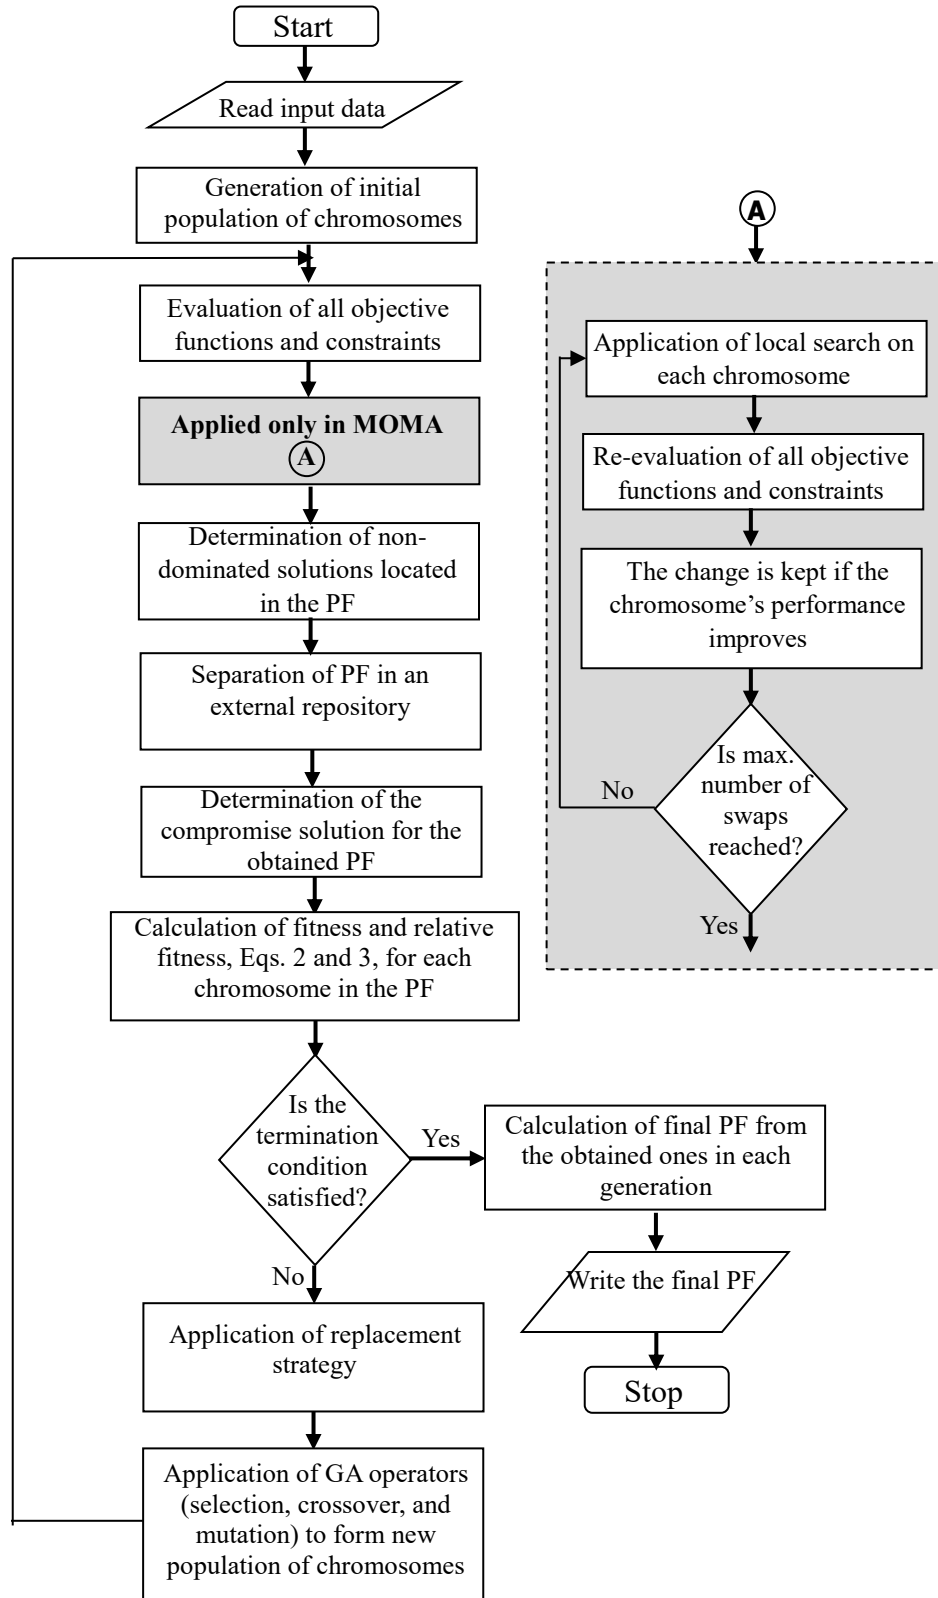 Start
Read input data
Generation of initial
population of chromosomes
Evaluation of all objective
functions and constraints
Applied only in MOMA
A
Determination of non-
dominated solutions located
in the PF
Separation of PF in an
external repository
Determination of the
compromise solution for the
obtained PF
Calculation of fitness and relative
fitness, Eqs. 2 and 3, for each
chromosome in the PF
Is the
termination
condition
satisfied?
Yes
No
Calculation of final PF from
the obtained ones in each
generation
Write the final PF
Stop
Application of replacement
strategy
Application of GA operators
(selection, crossover, and
mutation) to form new
population of chromosomes
A
Application of local search on
each chromosome
Re-evaluation of all objective
functions and constraints
The change is kept if the
chromosome’s performance
improves
Is max.
number of
swaps
reached?
No
Yes